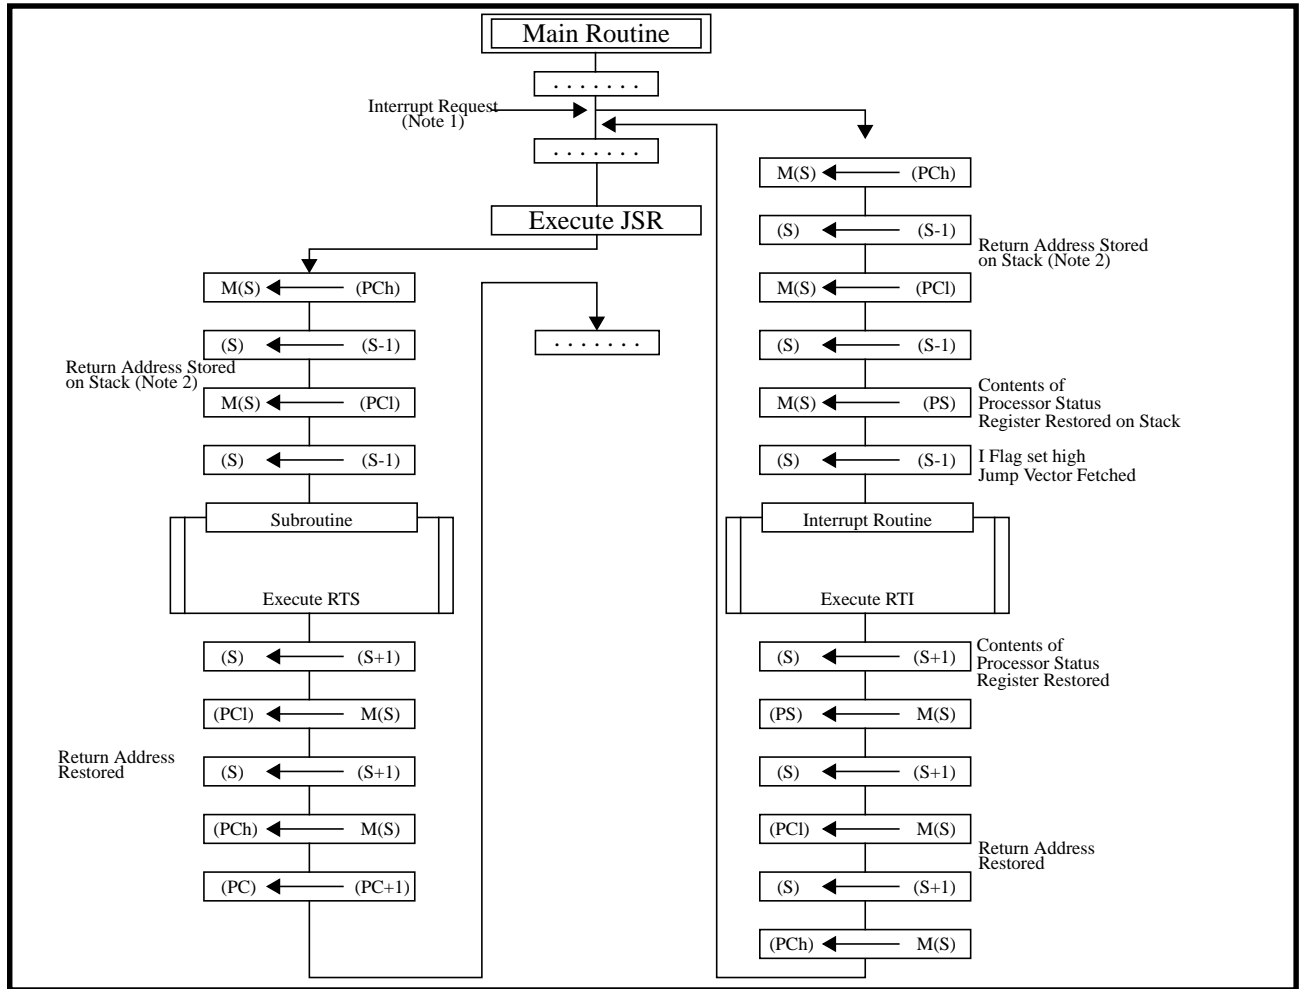 Main Routine
. . . . . . .
Interrupt Request
(Note 1)
. . . . . . .
Execute JSR
M(S) (PCh)
(S) (S-1)
Return Address Stored
on Stack (Note 2)
M(S) (PCl)
(S) (S-1)
Subroutine
Execute RTS
(S) (S+1)
(PCl) M(S)
Return Address
Restored
(S) (S+1)
(PCh) M(S)
(PC) (PC+1)
. . . . . . .
M(S) (PCh)
(S) (S-1)
Return Address Stored
on Stack (Note 2)
M(S) (PCl)
(S) (S-1)
Contents of
Processor Status
Register Restored on Stack
M(S) (PS)
(S) (S-1)
I Flag set high
Jump Vector Fetched
Interrupt Routine
Execute RTI
(S) (S+1)
Contents of
Processor Status
Register Restored
(PS) M(S)
(S) (S+1)
(PCl) M(S)
Return Address
Restored
(S) (S+1)
(PCh) M(S)